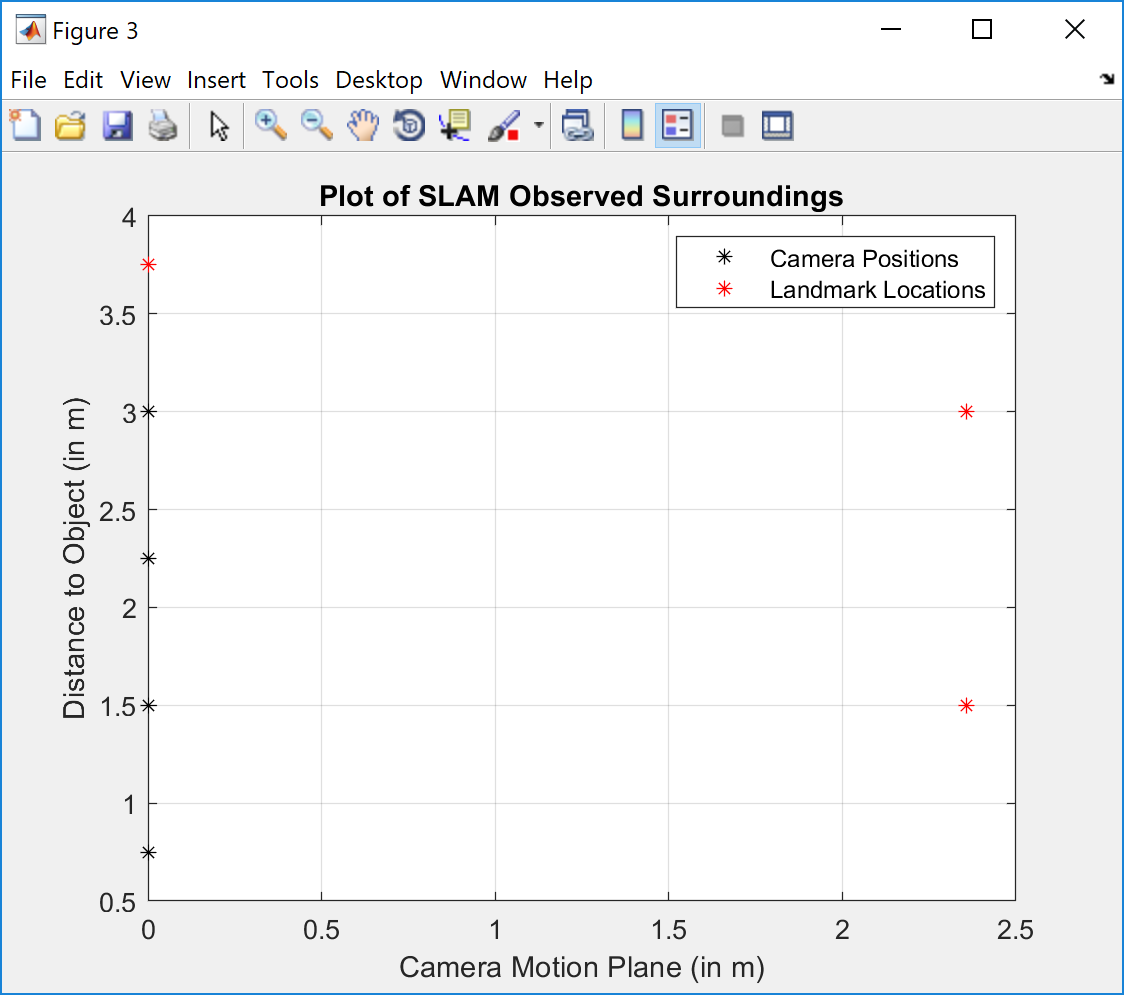 Figure 3
File Edit View Insert Tools Desktop Window Help
Plot of SLAM Observed Surroundings
4
3.5
3
2.5
2
1.5
1
0.5
Distance to Object (in m)
Camera Positions
Landmark Locations
0 0.5 1 1.5 2 2.5
Camera Motion Plane (in m)